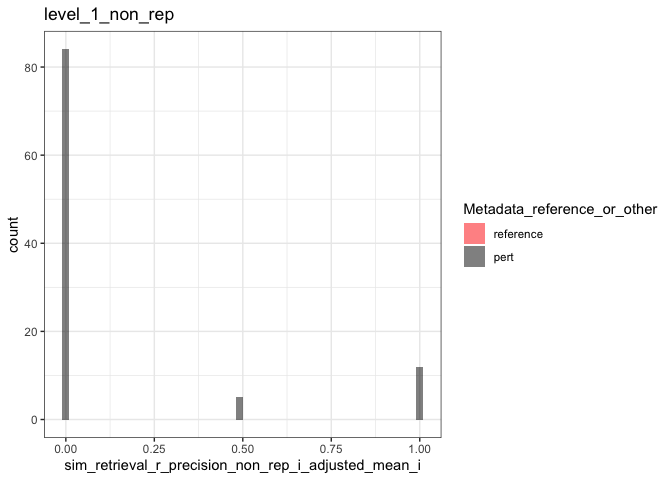 level_1_non_rep
80
60
40
20
0
count
0.00 0.25 0.50 0.75 1.00
sim_retrieval_r_precision_non_rep_i_adjusted_mean_i
Metadata_reference_or_other
reference
pert